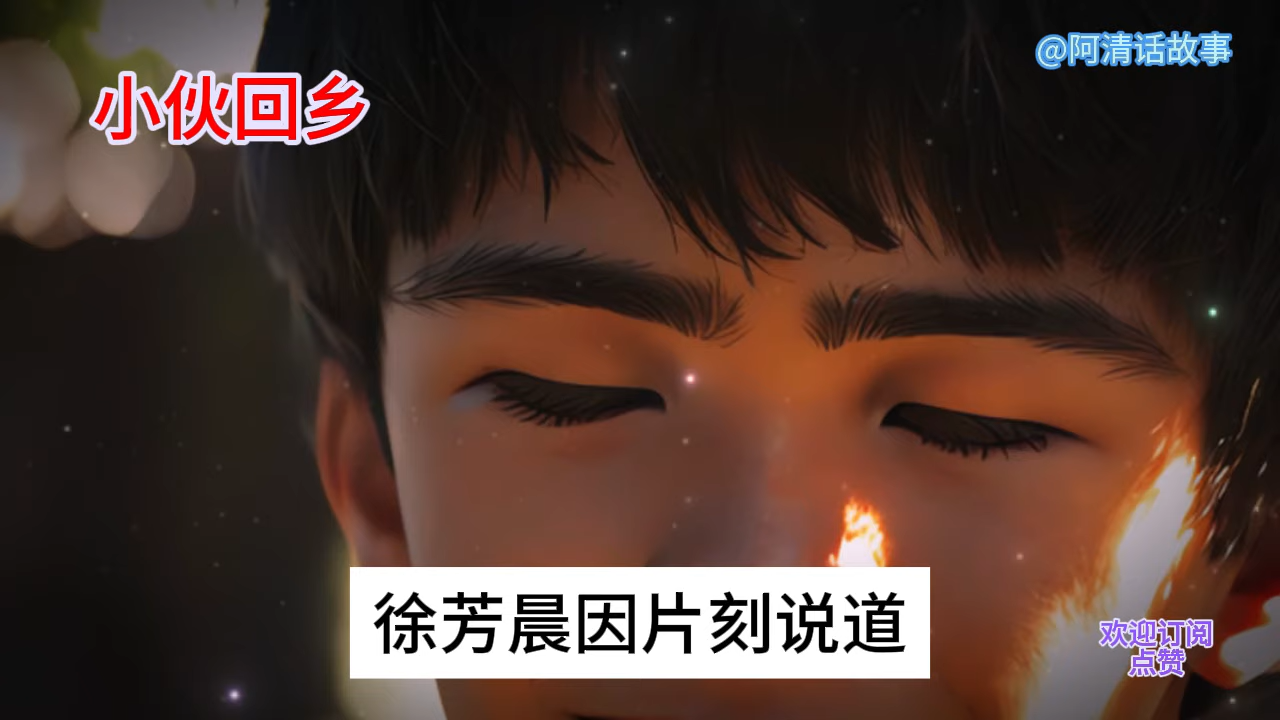 @阿清话故事
小伙回乡
徐芳晨因片刻说道
欢迎订阅
点赞